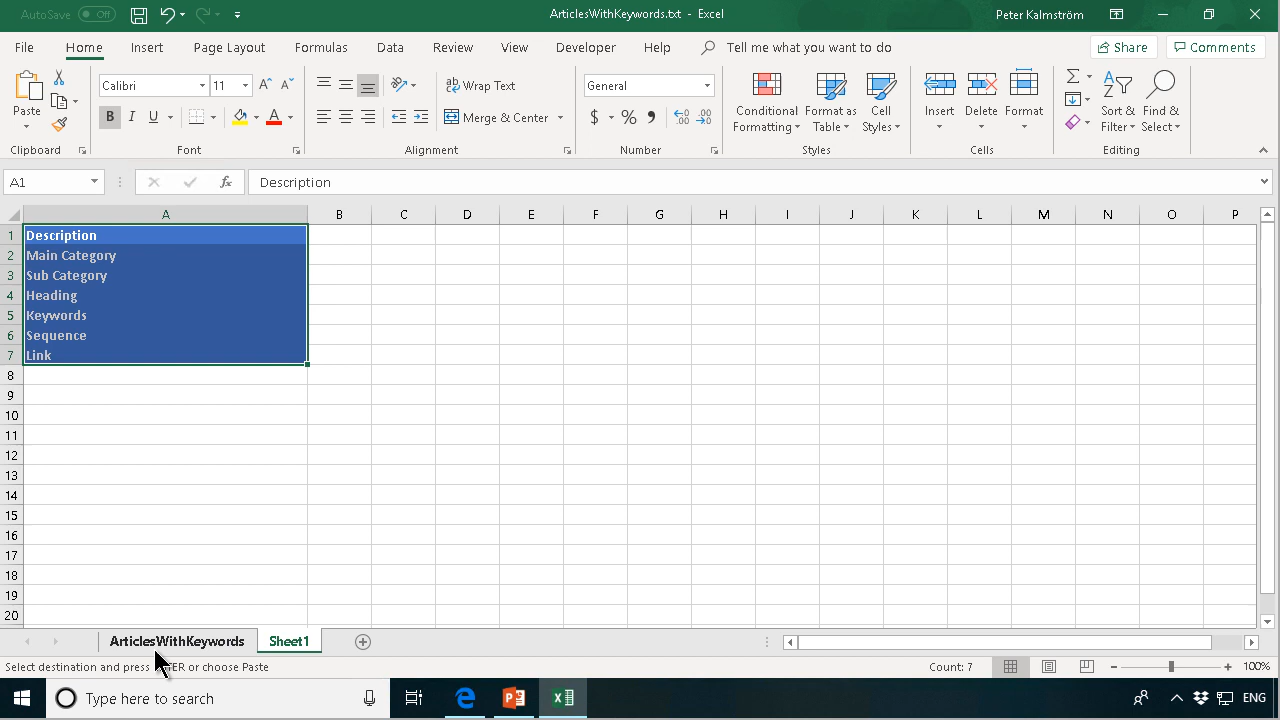 AutoSave Off ArticlesWithKeywords.txt - Excel Peter Kalmström
File Home Insert Page Layout Formulas Data Review View Developer Help Tell me what you want to do Share Comments
Calibri 11 Wrap Text General
Paste B I U Merge & Center $ % Conditional Formatting Format as Table Cell Styles Insert Delete Format Sort & Filter Find & Select
Clipboard Font Alignment Number Styles Cells Editing
A1 fx Description
A B C D E F G H I J K L M N O P
1 Description
2 Main Category
3 Sub Category
4 Heading
5 Keywords
6 Sequence
7 Link
8
9
10
11
12
13
14
15
16
17
18
19
20
ArticlesWithKeywords Sheet1
Select destination and press ENTER or choose Paste Count: 7 100%
Type here to search ENG